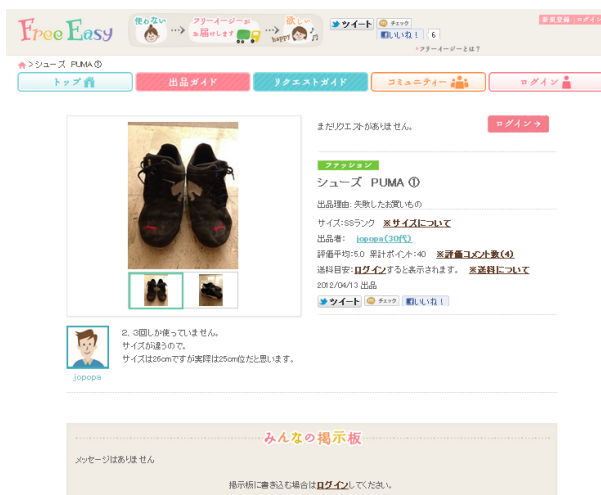 Free Easy
使わない
フリーイージーが
お届けします
欲しい
happy
ツイート
チェック
いいね！ 6
フリーイージーとは？
新規登録
ログイン
>シューズ PUMA①
トップ
出品ガイド
リクエストガイド
コミュニティー
ログイン
まだリクエストがありません。
ログイン
ファッション
シューズ PUMA ①
出品理由: 失敗したお買いもの
サイズ:SSランク ※サイズについて
出品者: jopopa(30代)
評価平均:5.0 累計ポイント:40 ※評価コメント数(4)
送料目安:ログインすると表示されます。 ※送料について
2012/04/13 出品
ツイート チェック いいね！
2、3回しか使っていません。
サイズが違うので。
サイズは26cmですが実際は25cm位だと思います。
jopopa
みんなの掲示板
メッセージはありません
掲示板に書き込む場合はログインしてください。